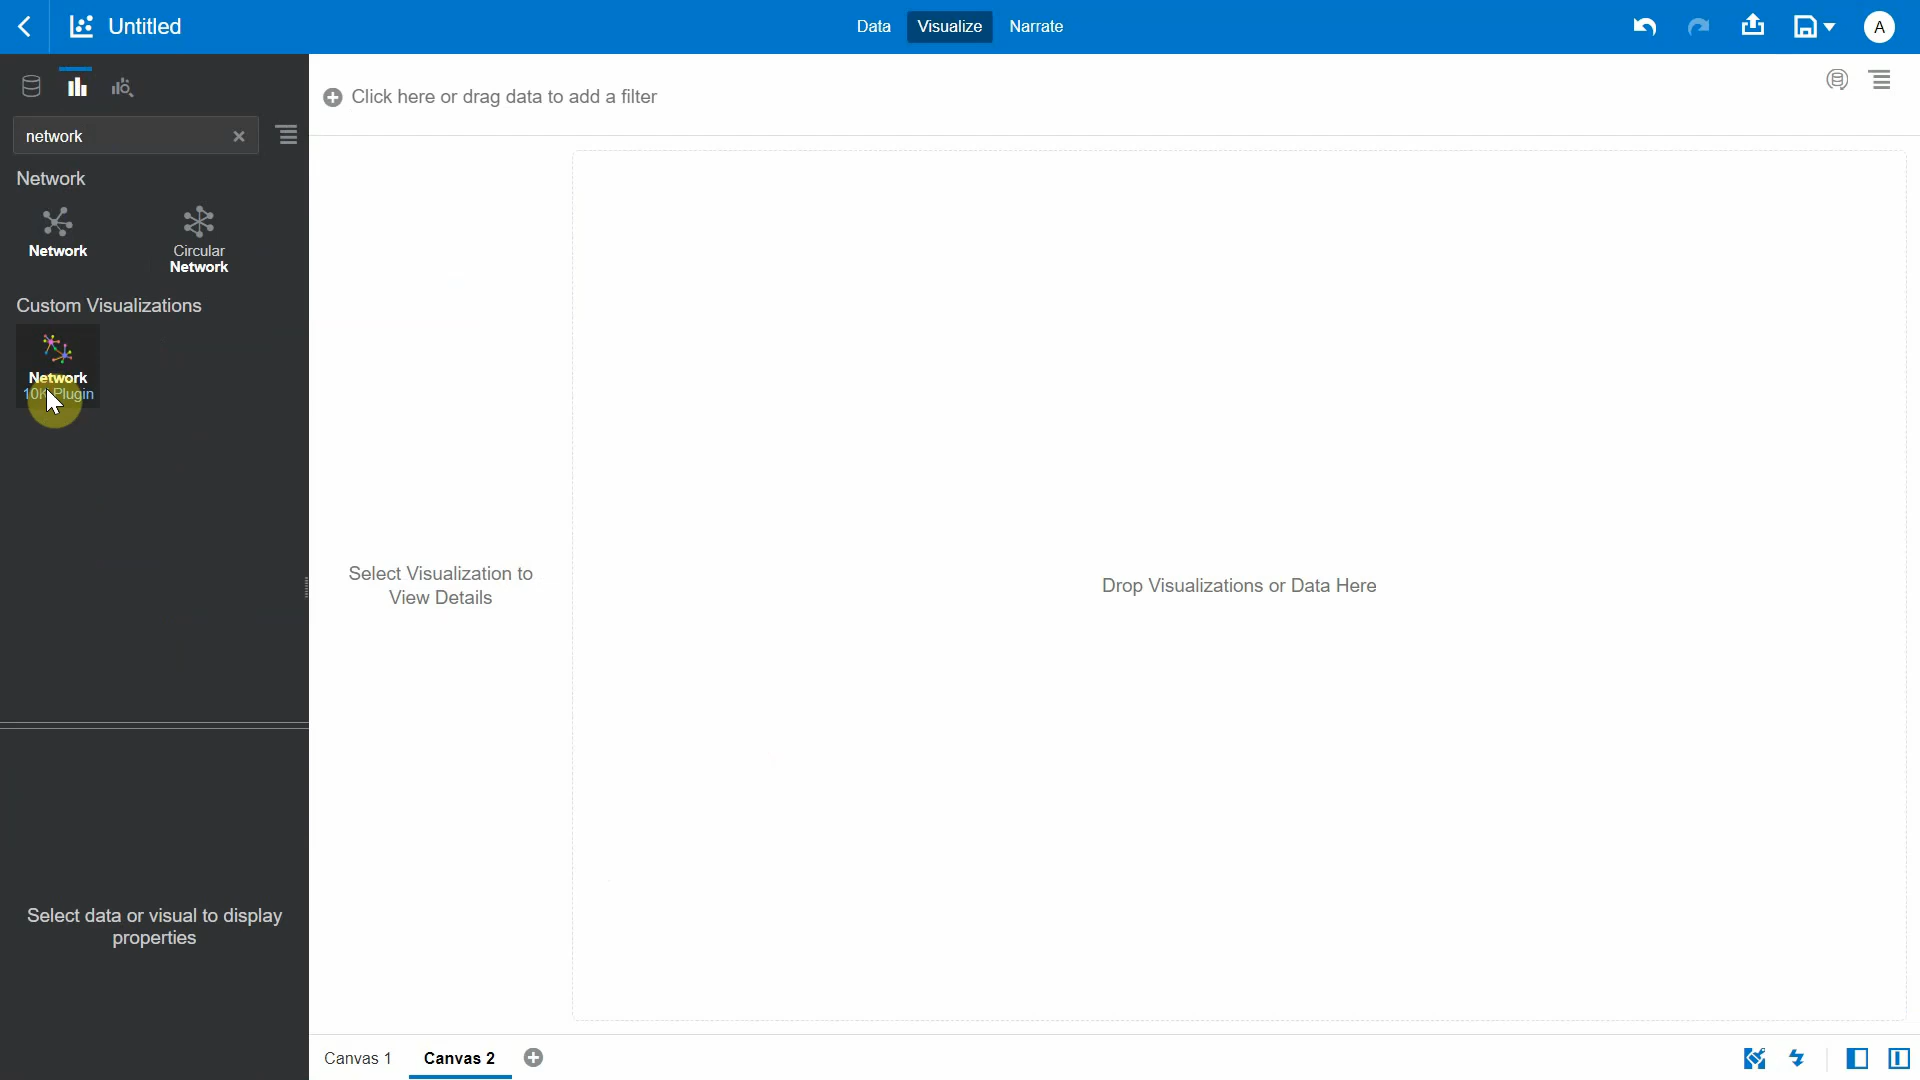 Untitled
Data
Visualize
Narrate
A
network
Click here or drag data to add a filter
Network
Network
Circular
Network
Custom Visualizations
Network
10K Plugin
Select Visualization to
View Details
Drop Visualizations or Data Here
Select data or visual to display
properties
Canvas 1
Canvas 2